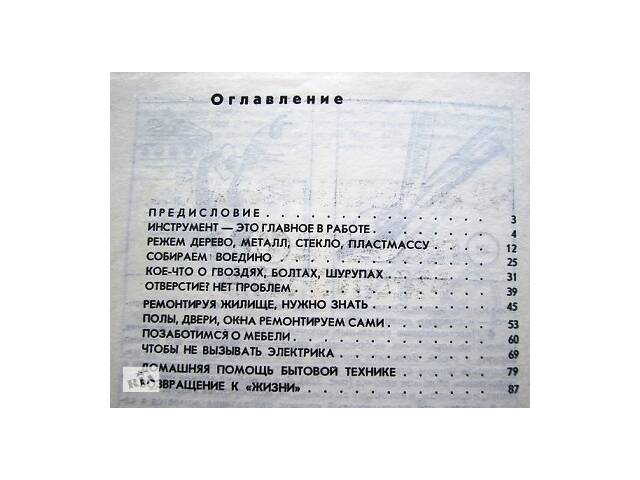 Оглавление
ПРЕДИСЛОВИЕ . . . . . . . . . . . . . . . 3
ИНСТРУМЕНТ — ЭТО ГЛАВНОЕ В РАБОТЕ . . . . . . . . 4
РЕЖЕМ ДЕРЕВО, МЕТАЛЛ, СТЕКЛО, ПЛАСТМАССУ . . . . . 12
СОБИРАЕМ ВОЕДИНО . . . . . . . . . . . . . 25
КОЕ-ЧТО О ГВОЗДЯХ, БОЛТАХ, ШУРУПАХ . . . . . . . 31
ОТВЕРСТИЕ? НЕТ ПРОБЛЕМ . . . . . . . . . . . 39
РЕМОНТИРУЯ ЖИЛИЩЕ, НУЖНО ЗНАТЬ . . . . . . . . 45
ПОЛЫ, ДВЕРИ, ОКНА РЕМОНТИРУЕМ САМИ . . . . . . . 53
ПОЗАБОТИМСЯ О МЕБЕЛИ . . . . . . . . . . . 60
ЧТОБЫ НЕ ВЫЗЫВАТЬ ЭЛЕКТРИКА . . . . . . . . . 69
ДОМАШНЯЯ ПОМОЩЬ БЫТОВОЙ ТЕХНИКЕ . . . . . . . 79
ВОЗВРАЩЕНИЕ К «ЖИЗНИ» . . . . . . . . . . . 87
RIA